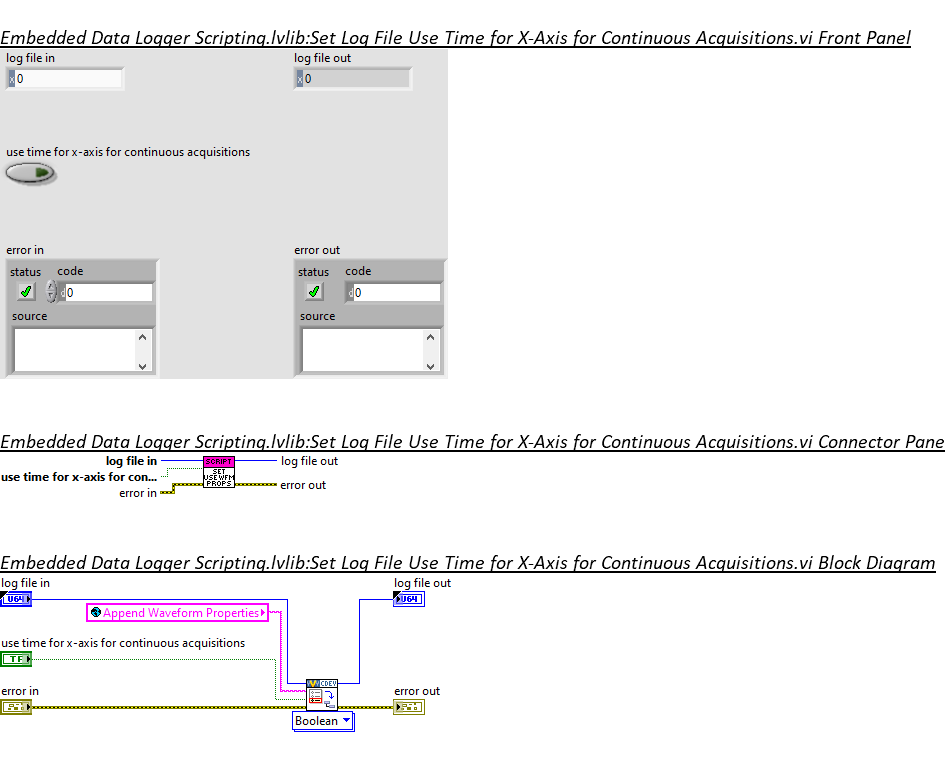 Embedded Data Logger Scripting.lvlib:Set Log File Use Time for X-Axis for Continuous Acquisitions.vi Front Panel
log file in
log file out
x 0
x 0
use time for x-axis for continuous acquisitions
error in
error out
status code
status code
d 0
d 0
source
source
Embedded Data Logger Scripting.lvlib:Set Log File Use Time for X-Axis for Continuous Acquisitions.vi Connector Pane
log file in
SCRIPT
log file out
use time for x-axis for con...
SET
USE WFM
PROPS
error in
error out
Embedded Data Logger Scripting.lvlib:Set Log File Use Time for X-Axis for Continuous Acquisitions.vi Block Diagram
log file in
log file out
U64
U64
Append Waveform Properties
use time for x-axis for continuous acquisitions
TF
CDEV
error in
error out
Boolean